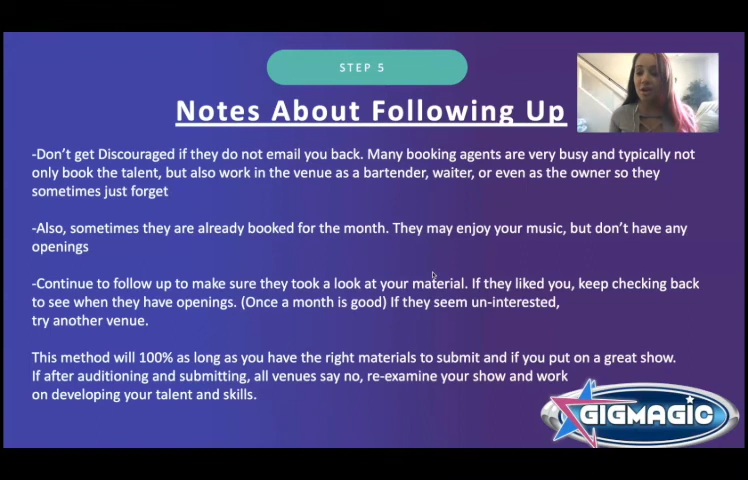 STEP 5
Notes About Following Up
-Don't get Discouraged if they do not email you back. Many booking agents are very busy and typically not
only book the talent, but also work in the venue as a bartender, waiter, or even as the owner so they
sometimes just forget
-Also, sometimes they are already booked for the month. They may enjoy your music, but don't have any
openings
-Continue to follow up to make sure they took a look at your material. If they liked you, keep checking back
to see when they have openings. (Once a month is good) If they seem un-interested,
try another venue.
This method will 100% as long as you have the right materials to submit and if you put on a great show.
If after auditioning and submitting, all venues say no, re-examine your show and work
on developing your talent and skills.
GIGMAGIC